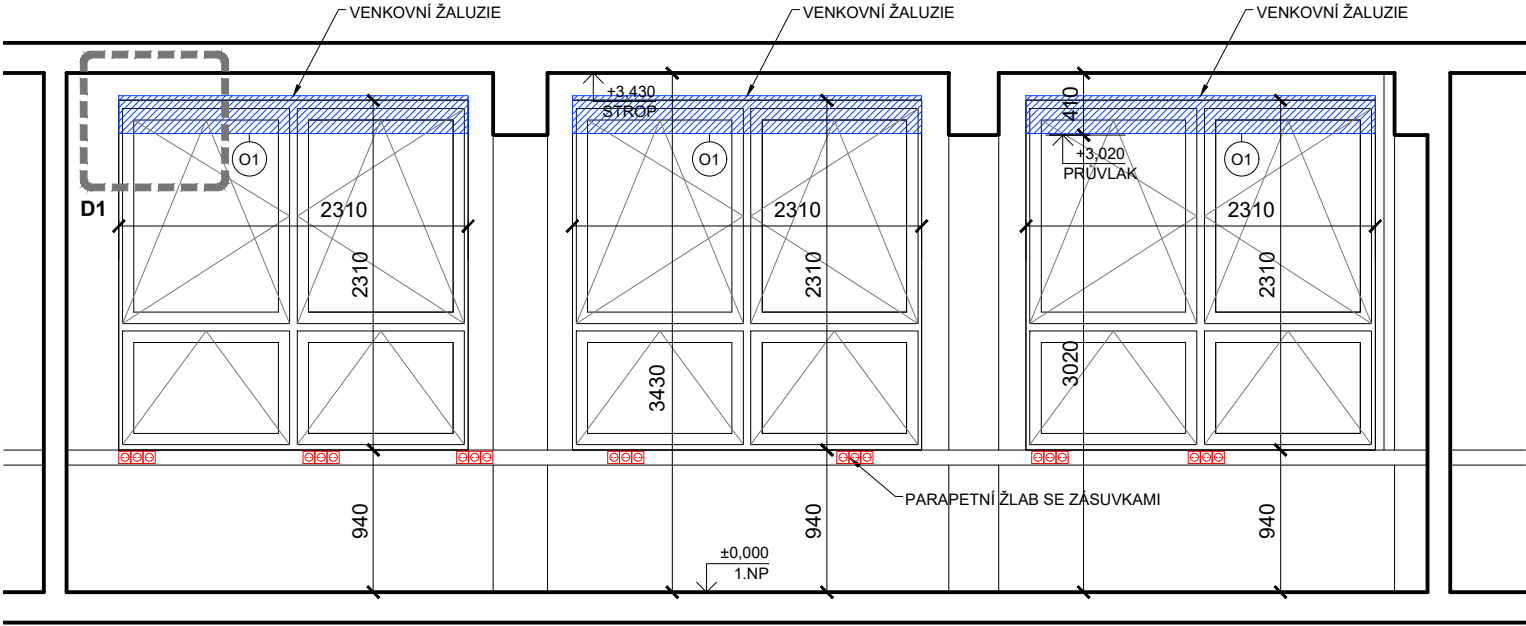 VENKOVNÍ ŽALUZIE
VENKOVNÍ ŽALUZIE
VENKOVNÍ ŽALUZIE
+3,430
STROP
410
O1
O1
O1
+3,020
PRŮVLAK
D1
2310
2310
2310
2310
2310
2310
3430
3020
PARAPETNÍ ŽLAB SE ZÁSUVKAMI
940
940
940
±0,000
1.NP